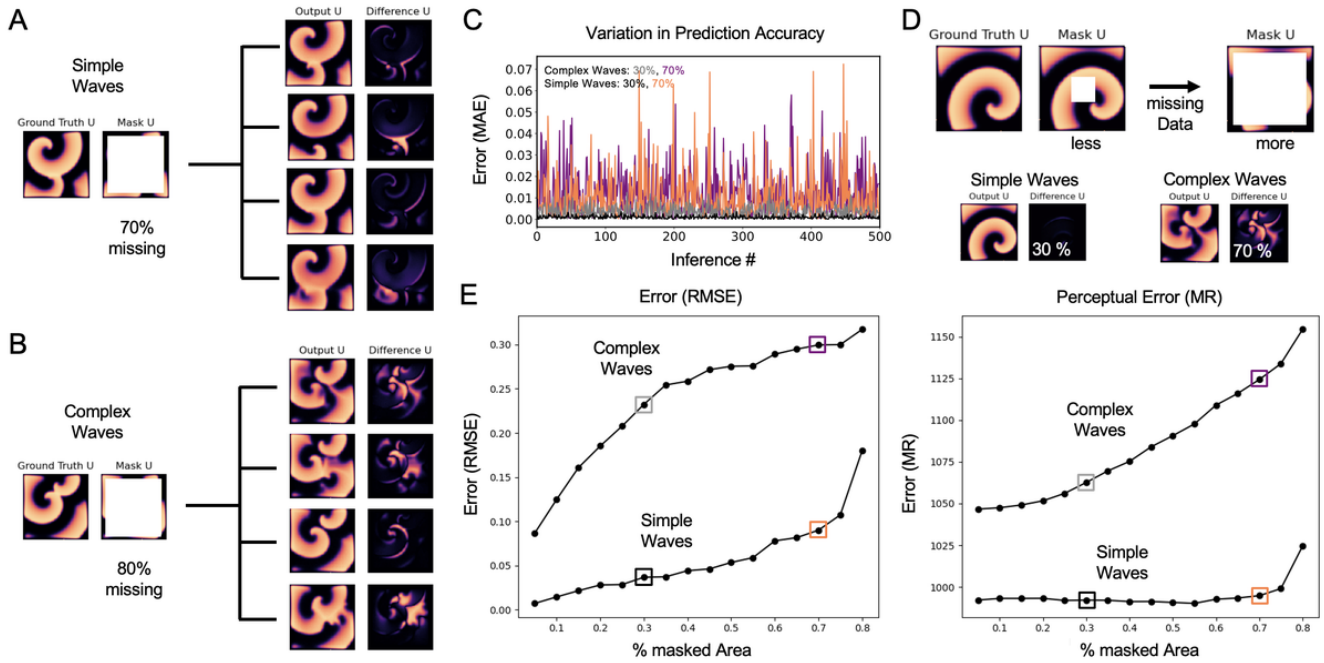 A
Simple
Waves
Ground Truth U
Mask U
70%
missing
Output U
Difference U
B
Complex
Waves
Ground Truth U
Mask U
80%
missing
Output U
Difference U
C
Variation in Prediction Accuracy
Complex Waves: 30%, 70%
Simple Waves: 30%, 70%
Error (MAE)
0.07
0.06
0.05
0.04
0.03
0.02
0.01
0.00
0
100
200
300
400
500
Inference #
D
Ground Truth U
Mask U
less
missing
Data
more
Simple Waves
Output U
Difference U
30 %
Complex Waves
Output U
Difference U
70 %
E
Error (RMSE)
Error (RMSE)
0.30
0.25
0.20
0.15
0.10
0.05
0.00
Complex
Waves
Simple
Waves
0.1
0.2
0.3
0.4
0.5
0.6
0.7
0.8
% masked Area
Perceptual Error (MR)
Error (MR)
1150
1125
1100
1075
1050
1025
1000
Complex
Waves
Simple
Waves
0.1
0.2
0.3
0.4
0.5
0.6
0.7
0.8
% masked Area